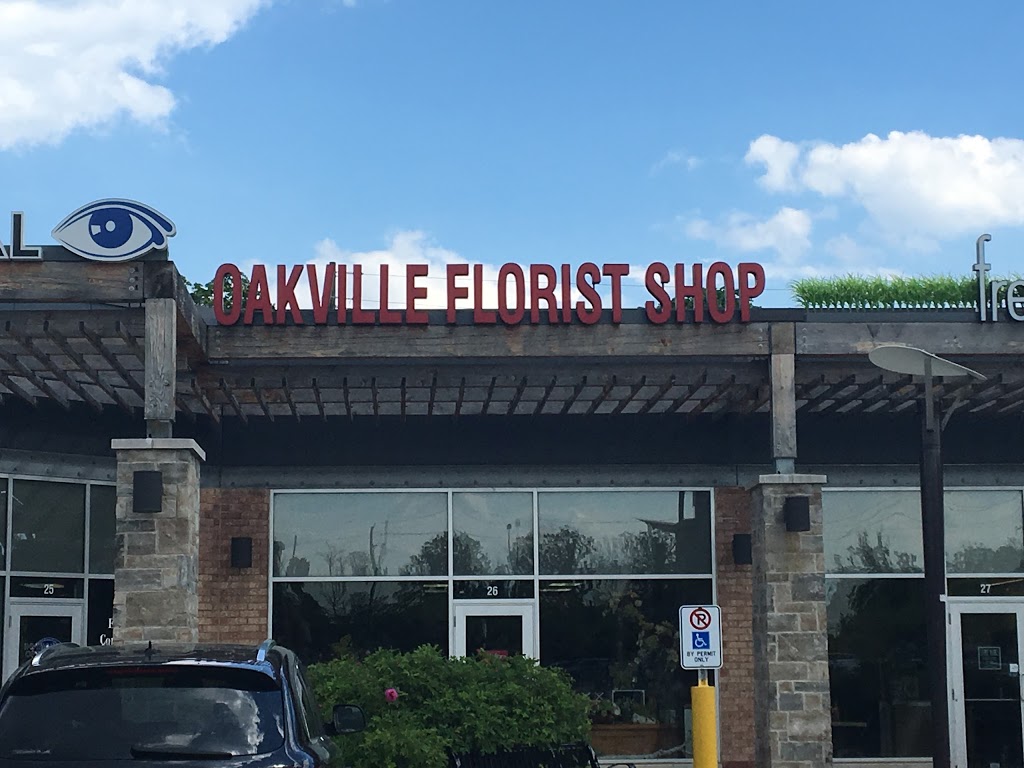 OAKVILLE FLORIST SHOP
25
26
27
BY PERMIT
ONLY